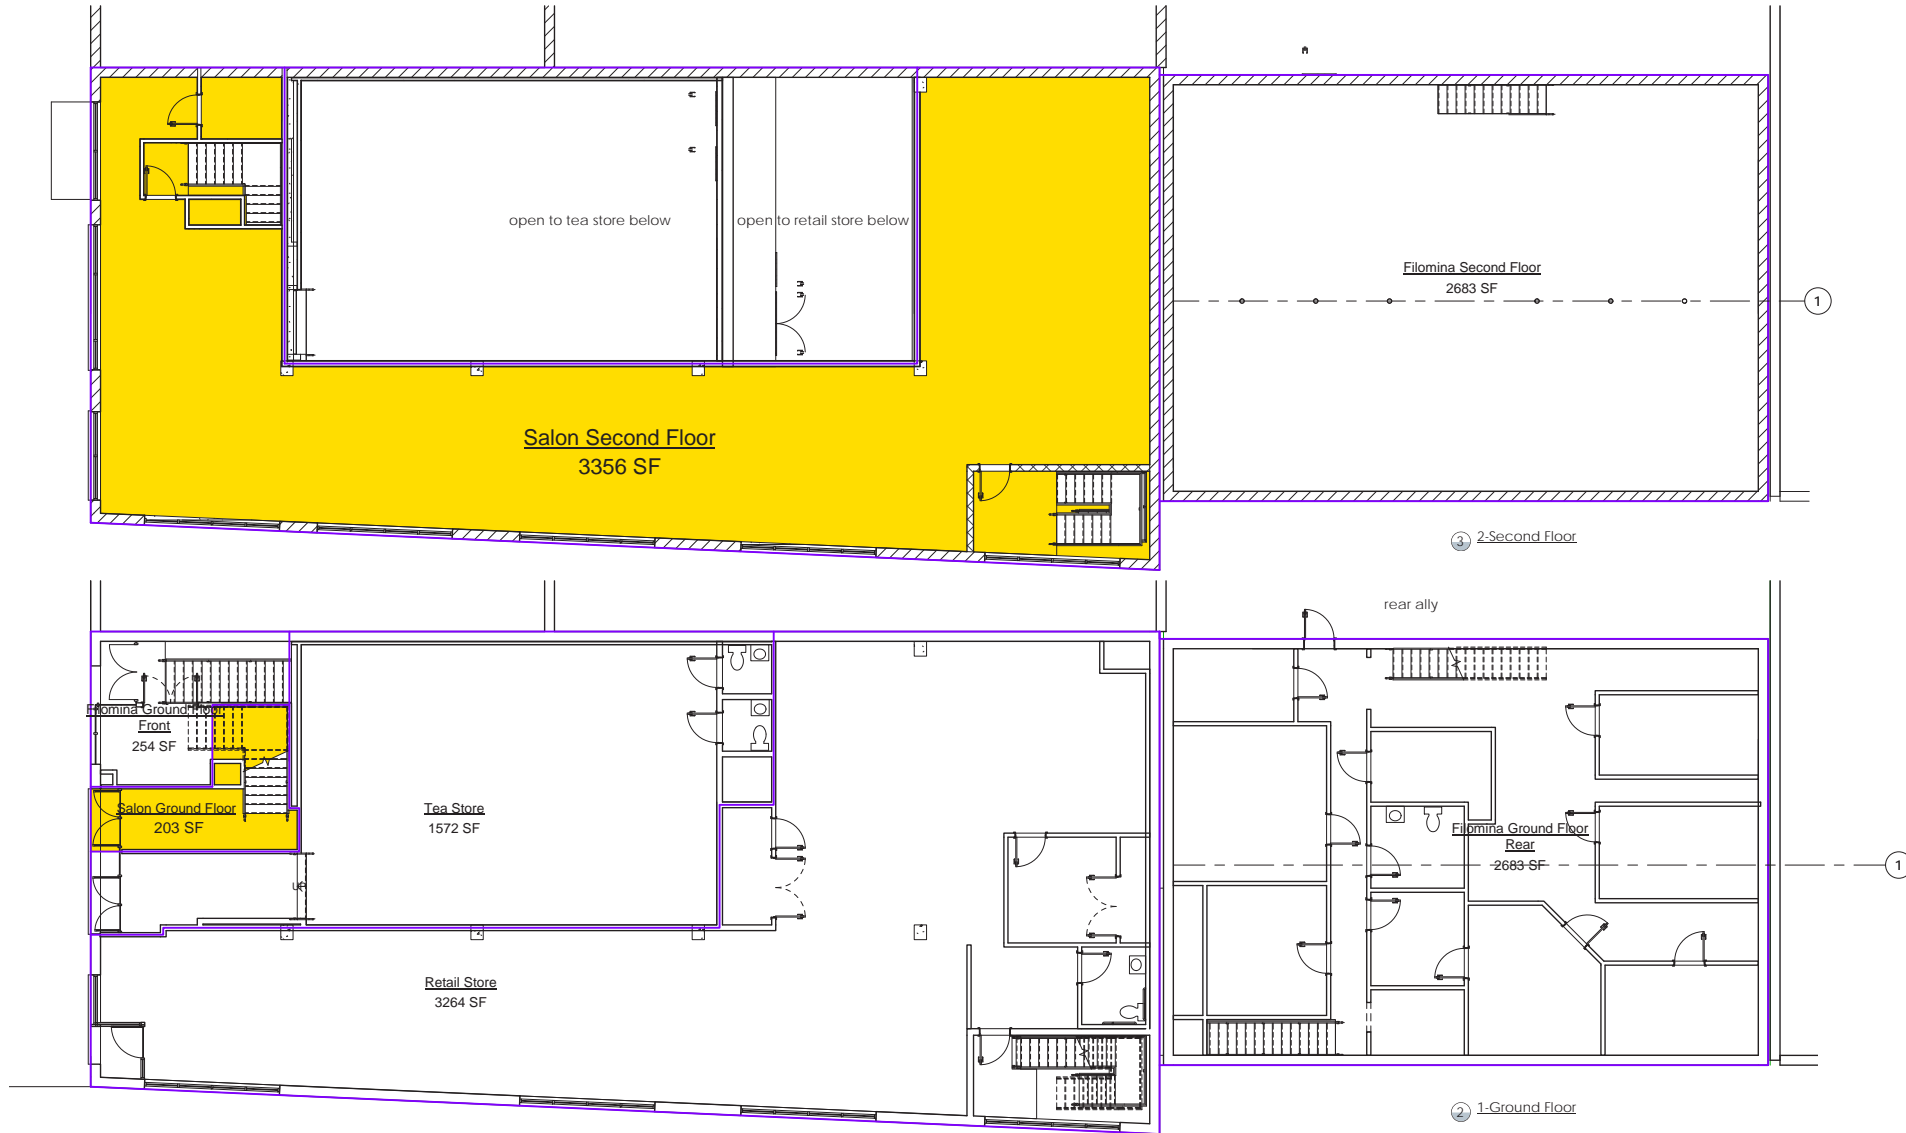 open to tea store below
open to retail store below
Filomina Second Floor
2683 SF
1
Salon Second Floor
3356 SF
3 2-Second Floor
rear ally
Filomina Ground Floor
Front
254 SF
Salon Ground Floor
203 SF
Tea Store
1572 SF
Filomina Ground Floor
Rear
2683 SF
1
UP
Retail Store
3264 SF
2 1-Ground Floor